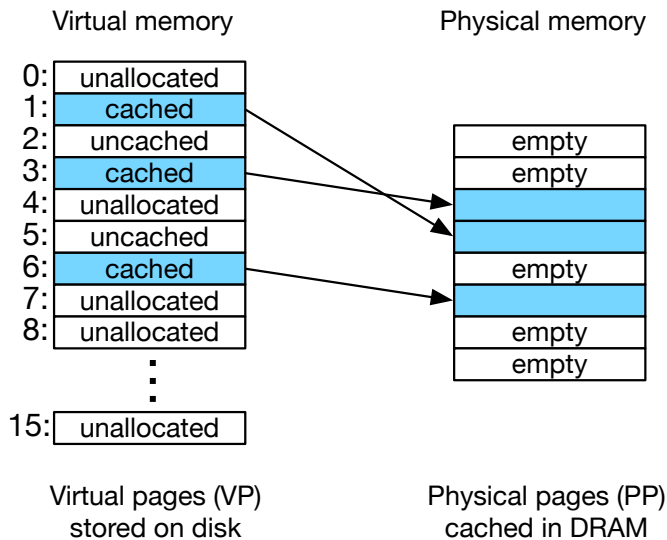 Virtual memory
Physical memory
0: unallocated
1: cached
2: uncached
3: cached
4: unallocated
5: uncached
6: cached
7: unallocated
8: unallocated
15: unallocated
empty
empty
empty
empty
empty
Virtual pages (VP)
stored on disk
Physical pages (PP)
cached in DRAM